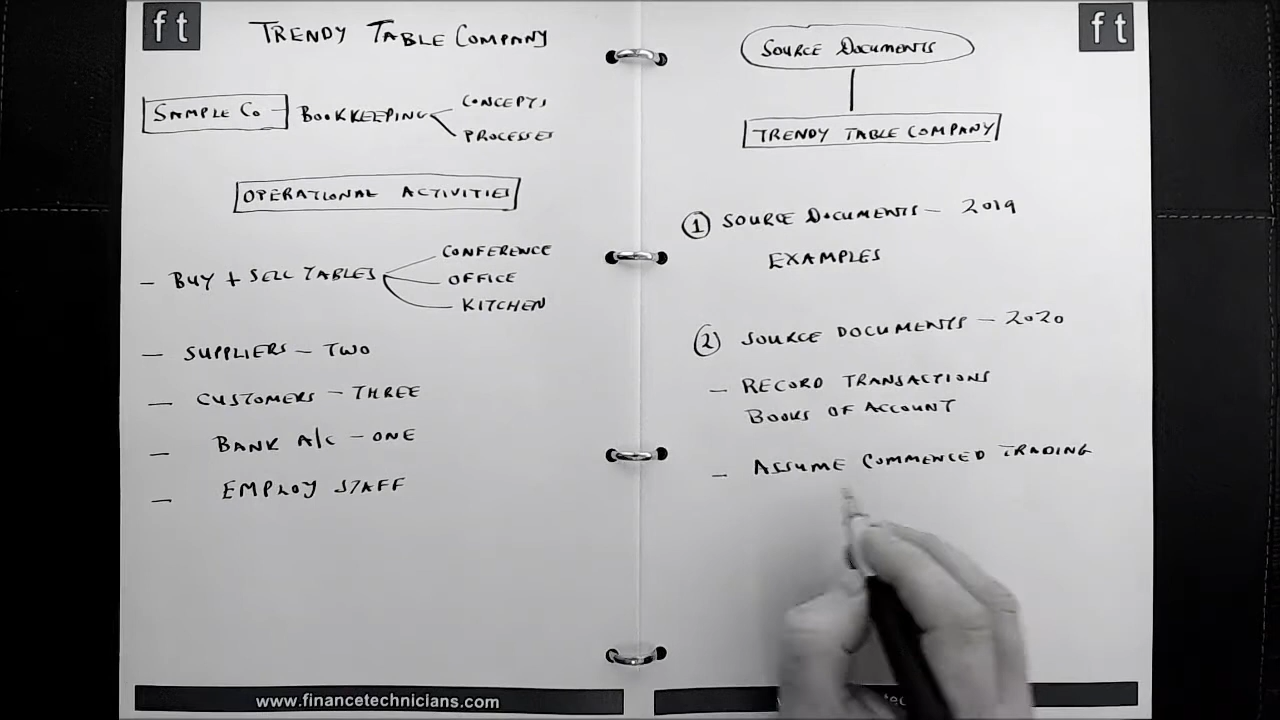 ft
TRENDY TABLE COMPANY
SAMPLE CO - BOOKKEEPING
CONCEPTS
PROCESSES
OPERATIONAL ACTIVITIES
- BUY + SELL TABLES
CONFERENCE
OFFICE
KITCHEN
- SUPPLIERS - TWO
- CUSTOMERS - THREE
- BANK A/C - ONE
- EMPLOY STAFF
www.financetechnicians.com
ft
SOURCE DOCUMENTS
TRENDY TABLE COMPANY
1 SOURCE DOCUMENTS - 2019
EXAMPLES
2 SOURCE DOCUMENTS - 2020
- RECORD TRANSACTIONS
BOOKS OF ACCOUNT
- ASSUME COMMENCED TRADING